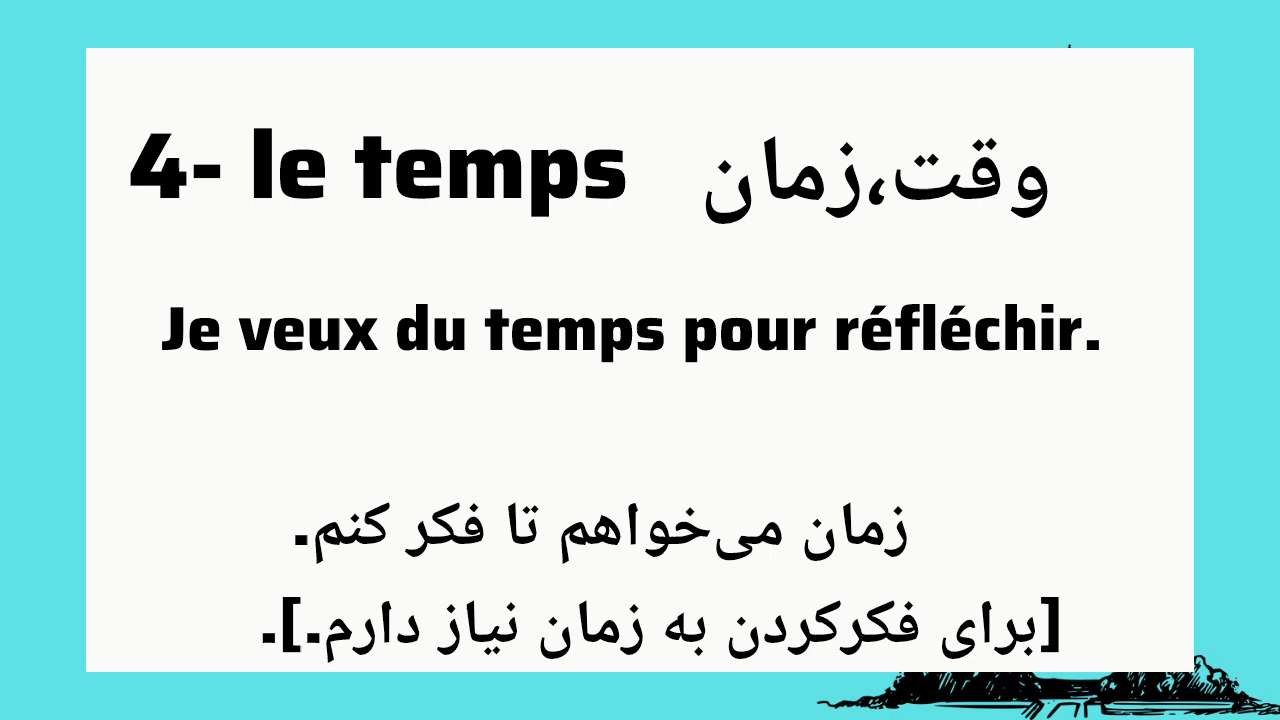 4- le temps وقت،زمان
Je veux du temps pour réfléchir.
زمان می‌خواهم تا فکر کنم.
[برای فکرکردن به زمان نیاز دارم.].